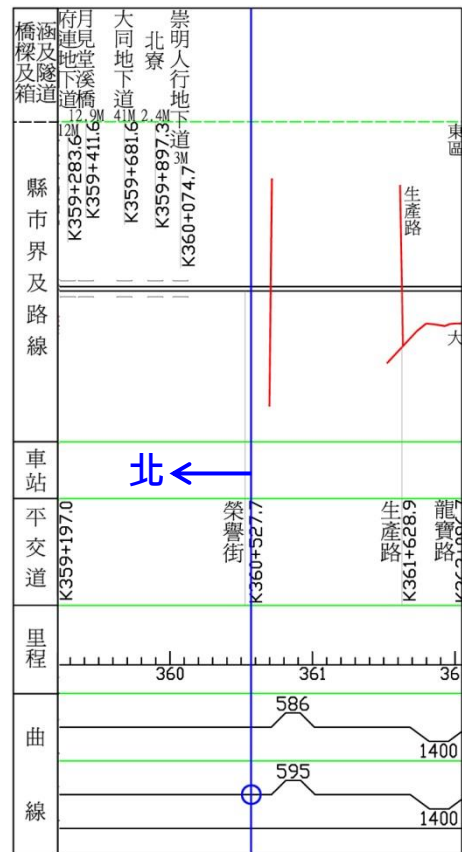 橋樑及箱涵及隧道
府連地下道
12M
K359+283.6
月見堂溪橋
12.9M
K359+411.6
大同地下道
41M
K359+681.6
北寮
2.4M
K359+897.3
崇明人行地下道
3M
K360+074.7
東區
縣市界及路線
生產路
大
車站
北
平交道
K359+197.0
榮譽街
K360+527.7
生產路
K361+628.9
龍寶路
里程
360
361
36
曲線
586
1400
595
1400